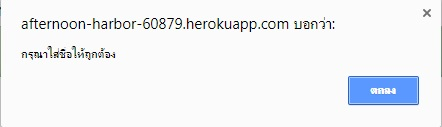 afternoon-harbor-60879.herokuapp.com บอกว่า:
กรุณาใส่ชื่อให้ถูกต้อง
ตกลง